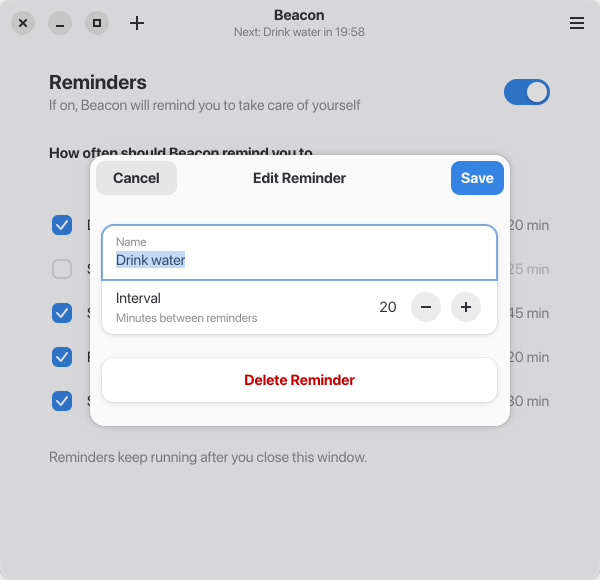 Beacon
Next: Drink water in 19:58
Reminders
If on, Beacon will remind you to take care of yourself
How often should Beacon remind you to
Cancel
Edit Reminder
Save
Name
Drink water
Interval
Minutes between reminders
20
Delete Reminder
20 min
25 min
45 min
20 min
30 min
Reminders keep running after you close this window.